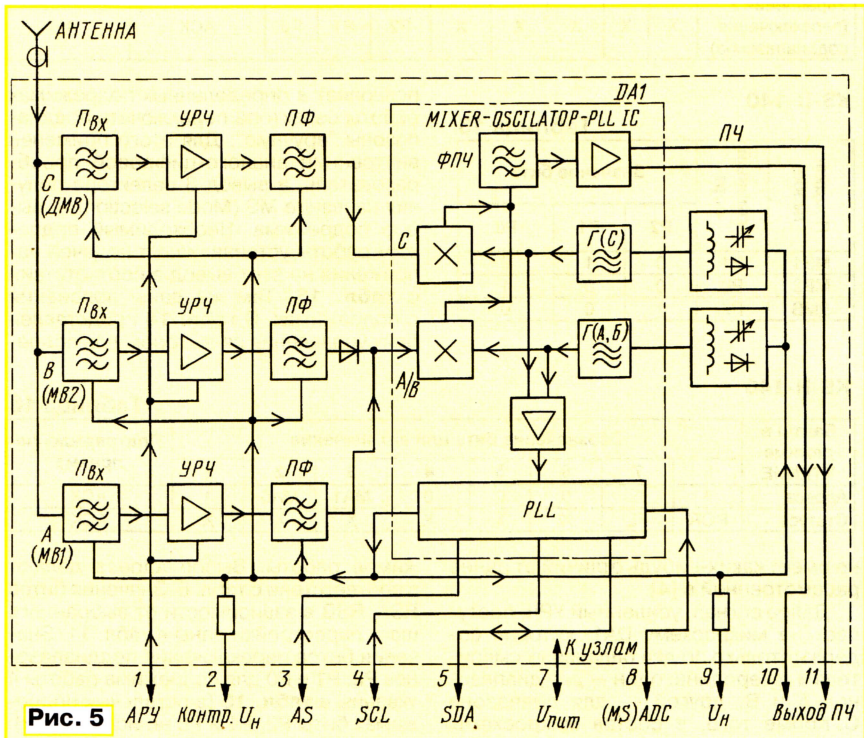 АНТЕННА
DA1
Пвх УРЧ ПФ
MIXER-OSCILATOR-PLL IC
ФПЧ
ПЧ
С
(ДМВ)
С
Г(С)
Пвх УРЧ ПФ
В
(МВ2)
А/В
Г(А,Б)
Пвх УРЧ ПФ
А
(МВ1)
PLL
К узлам
1 2 3 4 5 7 8 9 10 11
АРУ Контр. Uн AS SCL SDA Uпит (MS)ADC Uн Выход ПЧ
Рис. 5